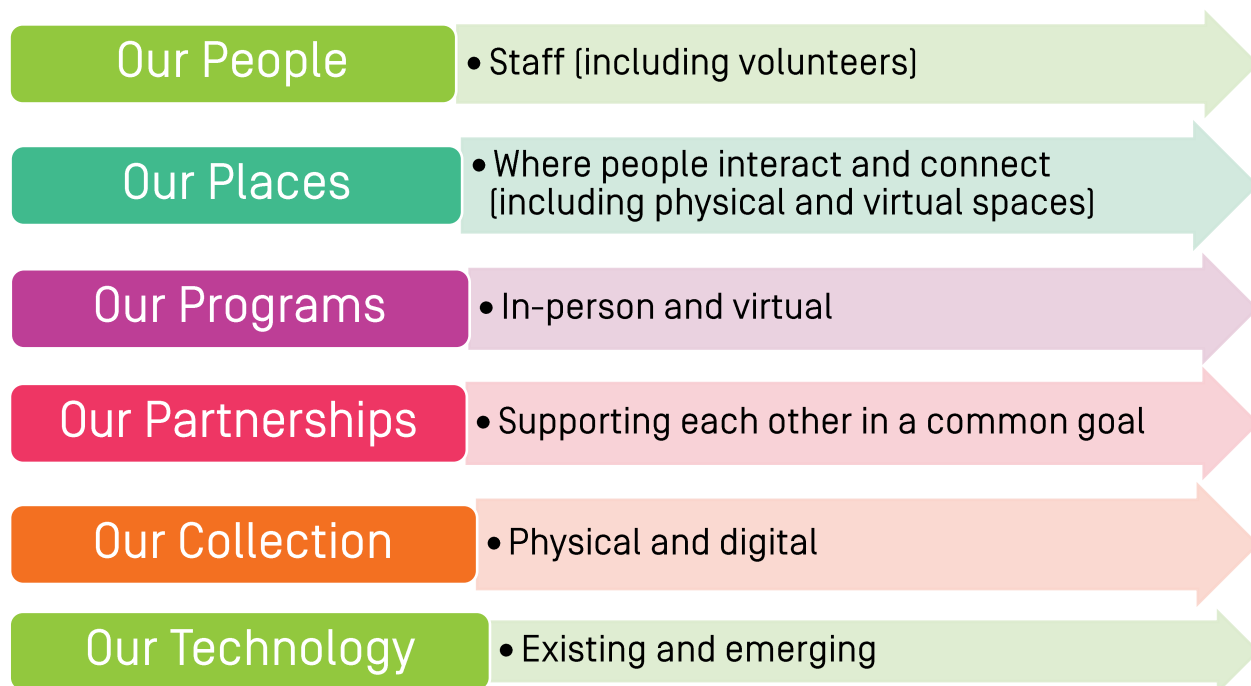 Our People
• Staff (including volunteers)
Our Places
• Where people interact and connect
(including physical and virtual spaces)
Our Programs
• In-person and virtual
Our Partnerships
• Supporting each other in a common goal
Our Collection
• Physical and digital
Our Technology
• Existing and emerging